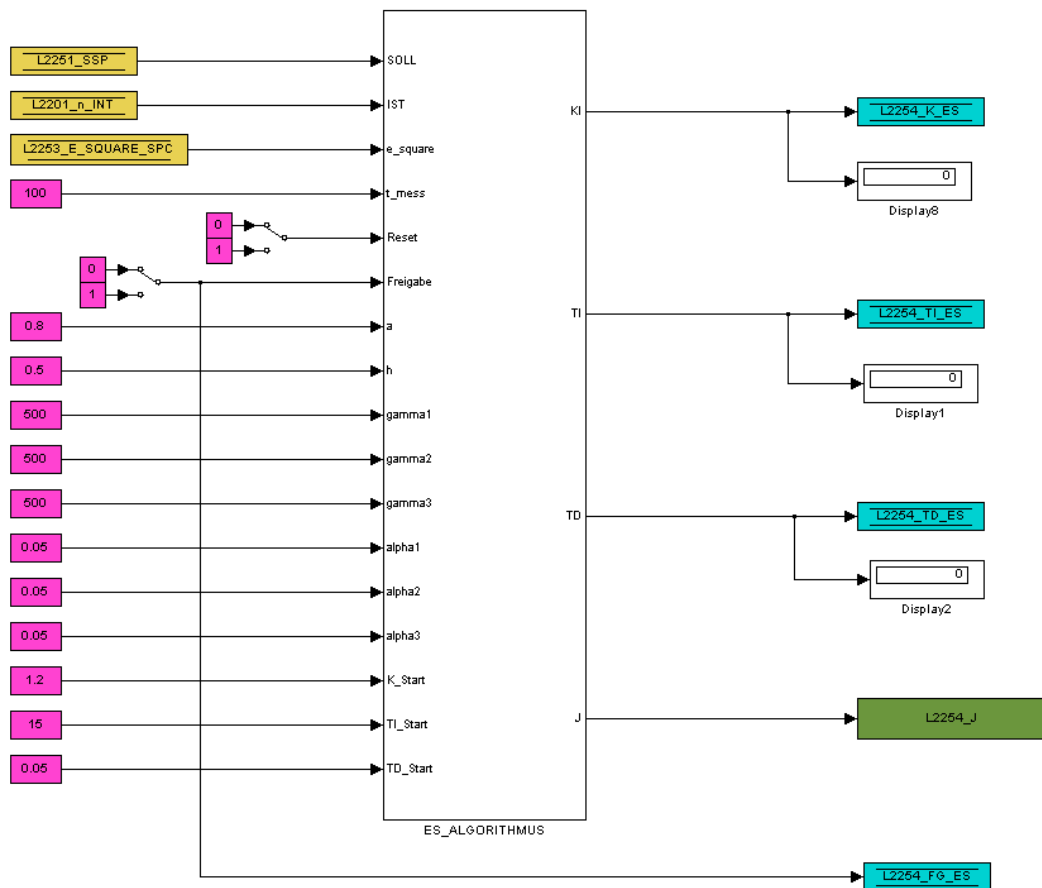 L2251_SSP
SOLL
L2201_n_INT
IST
KI
L2254_K_ES
L2253_E_SQUARE_SPC
e_square
0
100
t_mess
Display8
0
1
Reset
0
1
Freigabe
TI
L2254_TI_ES
0.8
a
0.5
h
0
Display1
500
gamma1
500
gamma2
500
gamma3
TD
L2254_TD_ES
0.05
alpha1
0
0.05
alpha2
Display2
0.05
alpha3
1.2
K_Start
15
TI_Start
J
L2254_J
0.05
TD_Start
ES_ALGORITHMUS
L2254_FG_ES